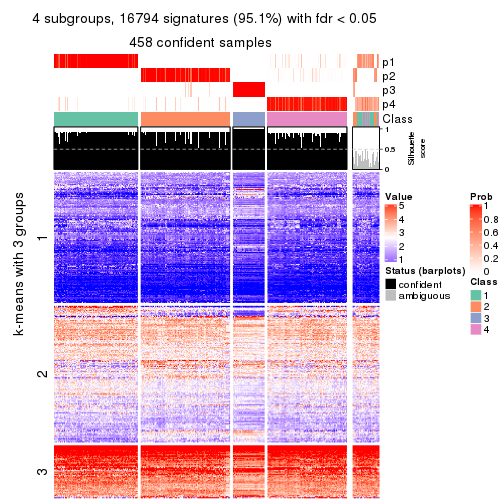 4 subgroups, 16794 signatures (95.1%) with fdr < 0.05
458 confident samples
p1
p2
p3
p4
Class
1
0.5
0
Silhouette
score
k-means with 3 groups
1
2
3
Value
5
4
3
2
1
Status (barplots)
confident
ambiguous
Prob
1
0.8
0.6
0.4
0.2
0
Class
1
2
3
4